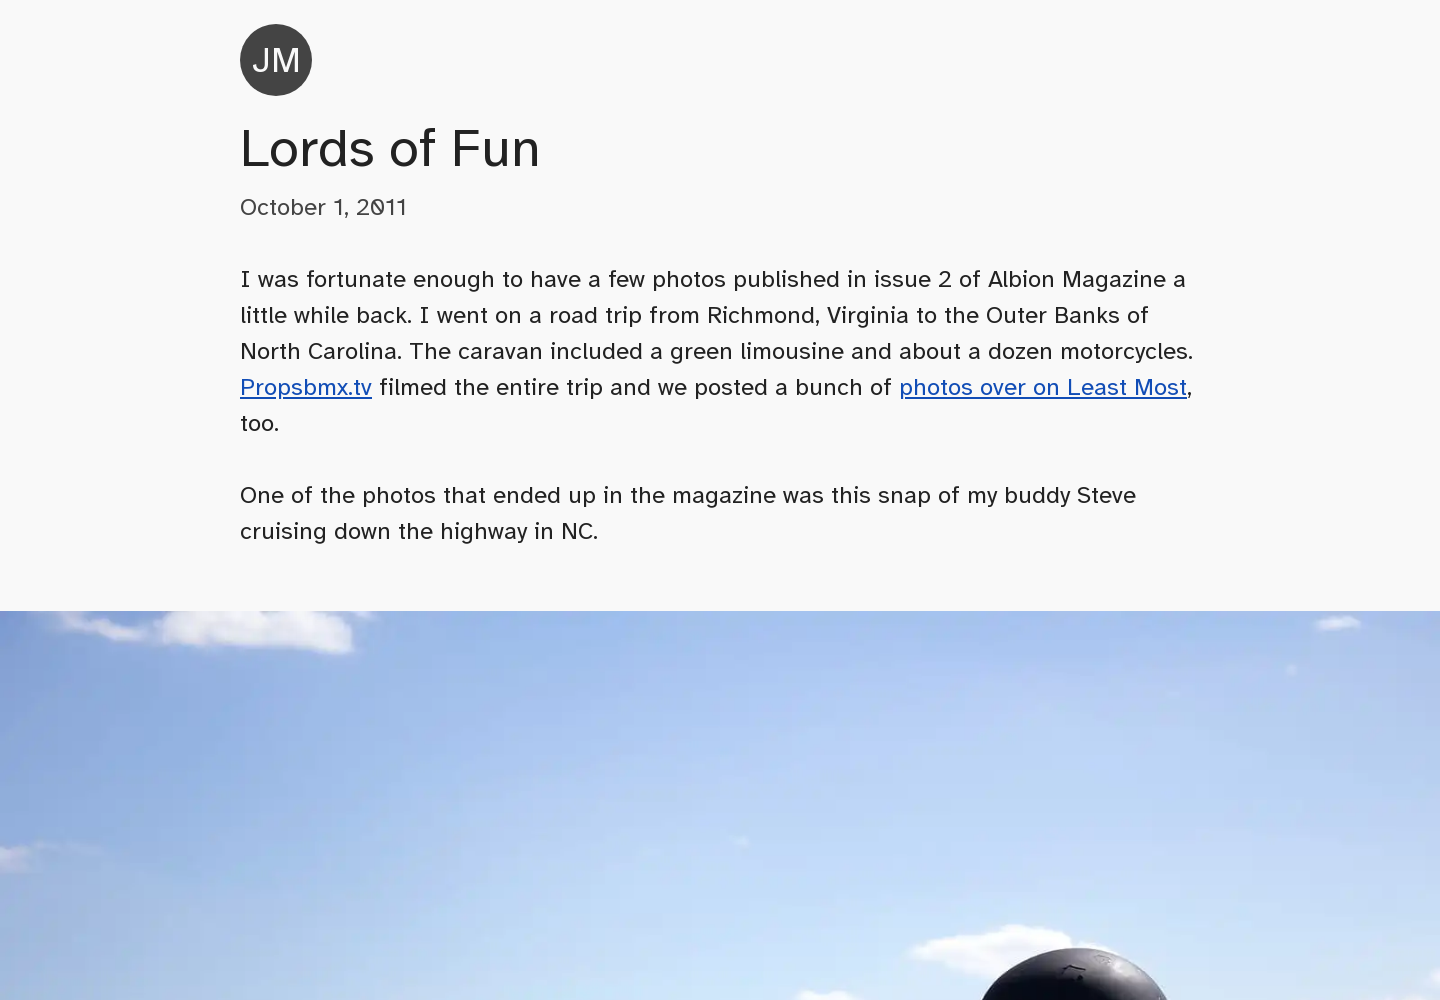 JM
Lords of Fun
October 1, 2011
I was fortunate enough to have a few photos published in issue 2 of Albion Magazine a
little while back. I went on a road trip from Richmond, Virginia to the Outer Banks of
North Carolina. The caravan included a green limousine and about a dozen motorcycles.
Propsbmx.tv filmed the entire trip and we posted a bunch of photos over on Least Most,
too.
One of the photos that ended up in the magazine was this snap of my buddy Steve
cruising down the highway in NC.